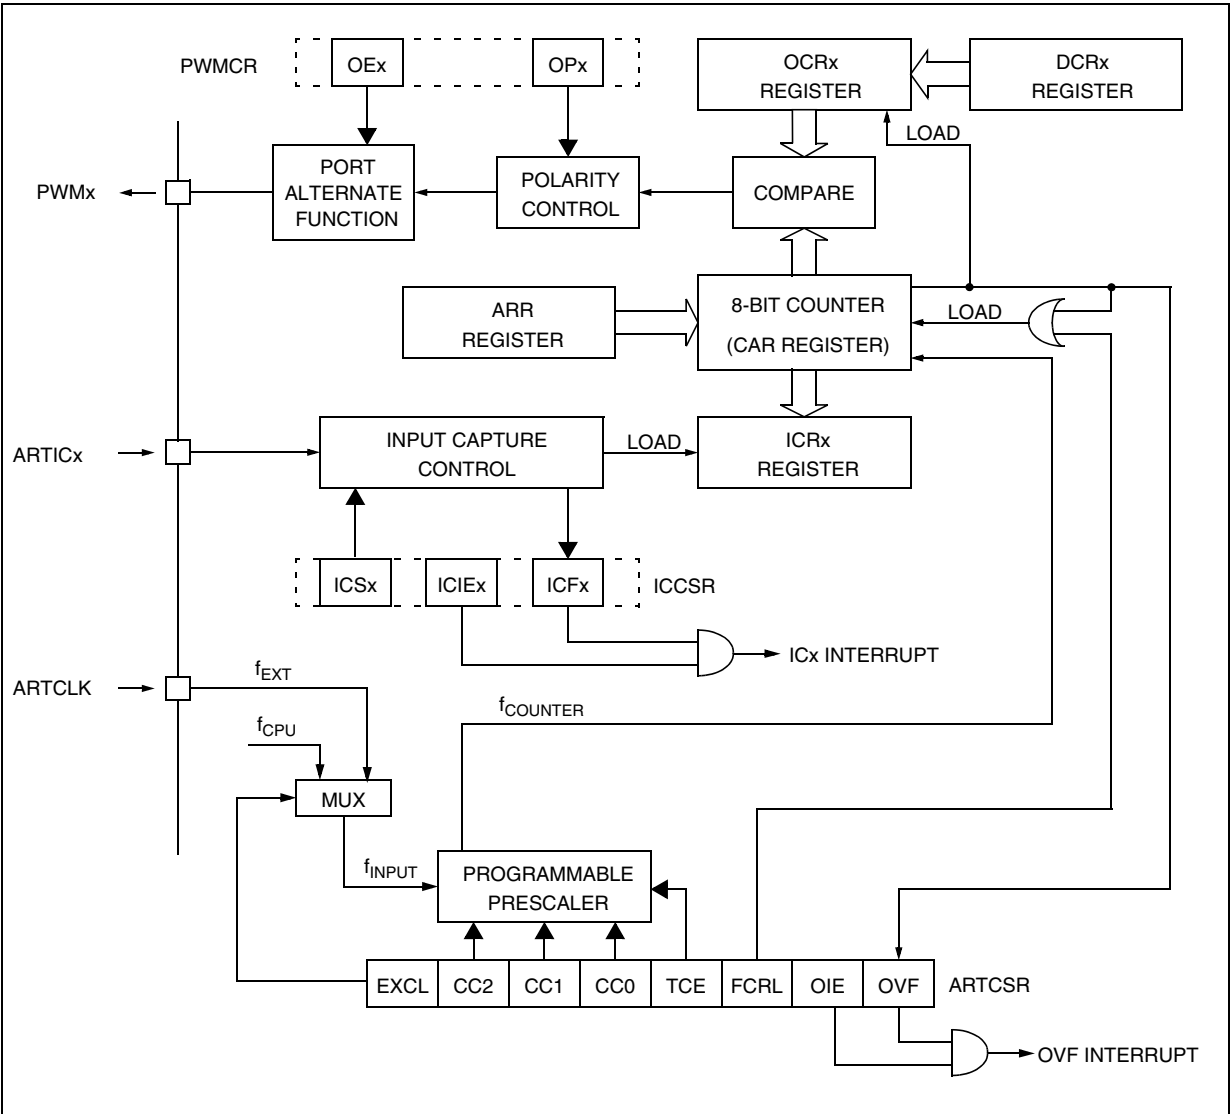 PWMCR
OEx
OPx
OCRx
REGISTER
DCRx
REGISTER
LOAD
PWMx
PORT
ALTERNATE
FUNCTION
POLARITY
CONTROL
COMPARE
ARR
REGISTER
8-BIT COUNTER
(CAR REGISTER)
LOAD
ARTICx
INPUT CAPTURE
CONTROL
LOAD
ICRx
REGISTER
ICSx
ICIEx
ICFx
ICCSR
ICx INTERRUPT
ARTCLK
fEXT
fCPU
fCOUNTER
MUX
fINPUT
PROGRAMMABLE
PRESCALER
EXCL
CC2
CC1
CC0
TCE
FCRL
OIE
OVF
ARTCSR
OVF INTERRUPT